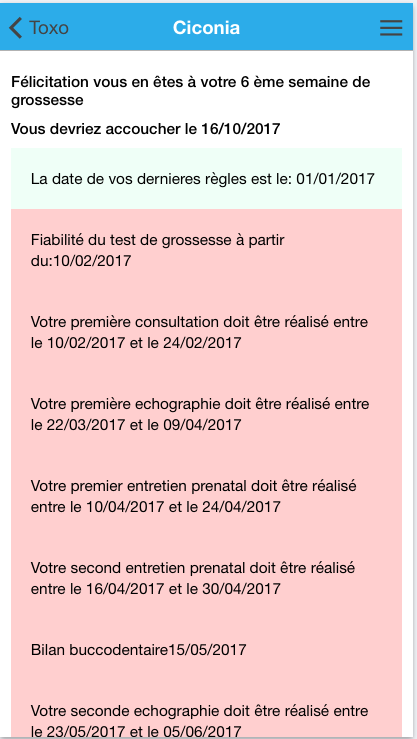 Toxo
Ciconia
Félicitation vous en êtes à votre 6 ème semaine de
grossesse
Vous devriez accoucher le 16/10/2017
La date de vos dernieres règles est le: 01/01/2017
Fiabilité du test de grossesse à partir
du:10/02/2017
Votre première consultation doit être réalisé entre
le 10/02/2017 et le 24/02/2017
Votre première echographie doit être réalisé entre
le 22/03/2017 et le 09/04/2017
Votre premier entretien prenatal doit être réalisé
entre le 10/04/2017 et le 24/04/2017
Votre second entretien prenatal doit être réalisé
entre le 16/04/2017 et le 30/04/2017
Bilan buccodentaire15/05/2017
Votre seconde echographie doit être réalisé entre
le 23/05/2017 et le 05/06/2017